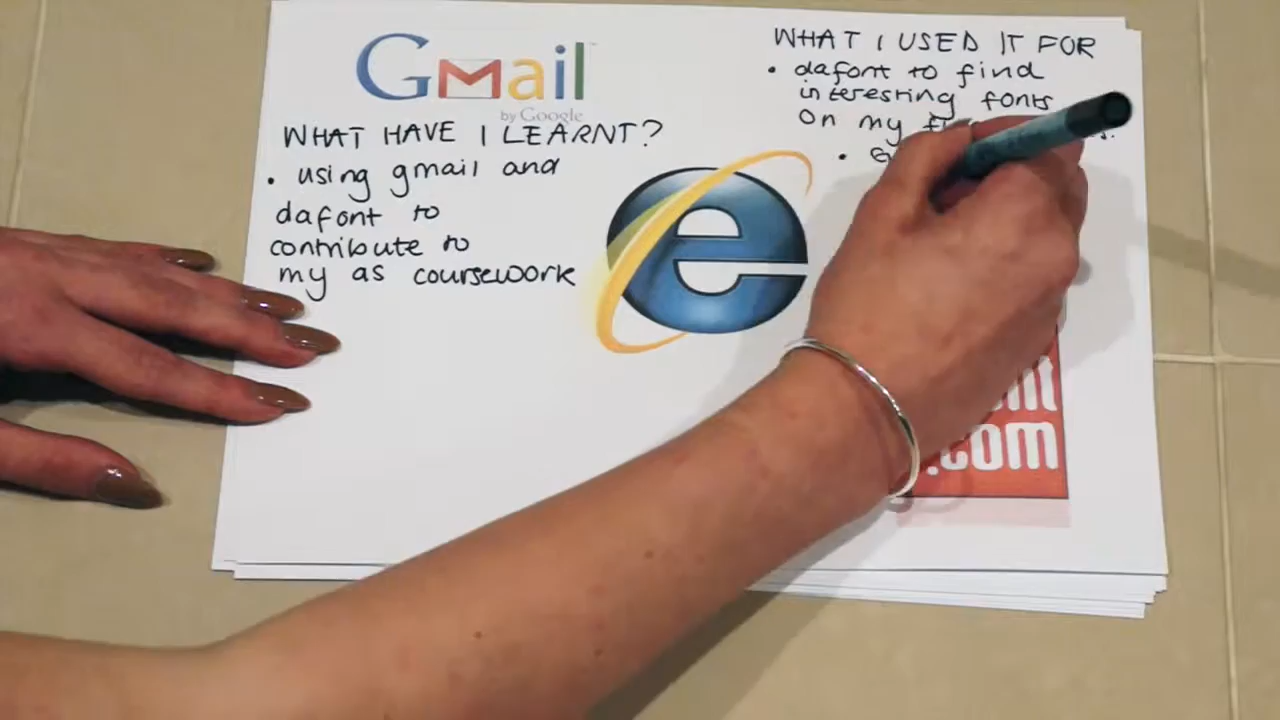 Gmail
by Google
WHAT HAVE I LEARNT?
• using gmail and
dafont to
contribute to
my as coursework
WHAT I USED IT FOR
• dafont to find
interesting fonts
on my
•
e
.com